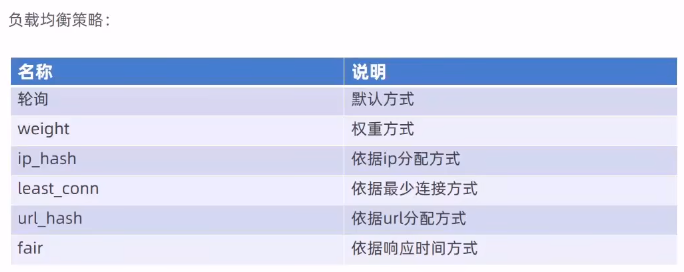 负载均衡策略：
名称 说明
轮询 默认方式
weight 权重方式
ip_hash 依据ip分配方式
least_conn 依据最少连接方式
url_hash 依据url分配方式
fair 依据响应时间方式